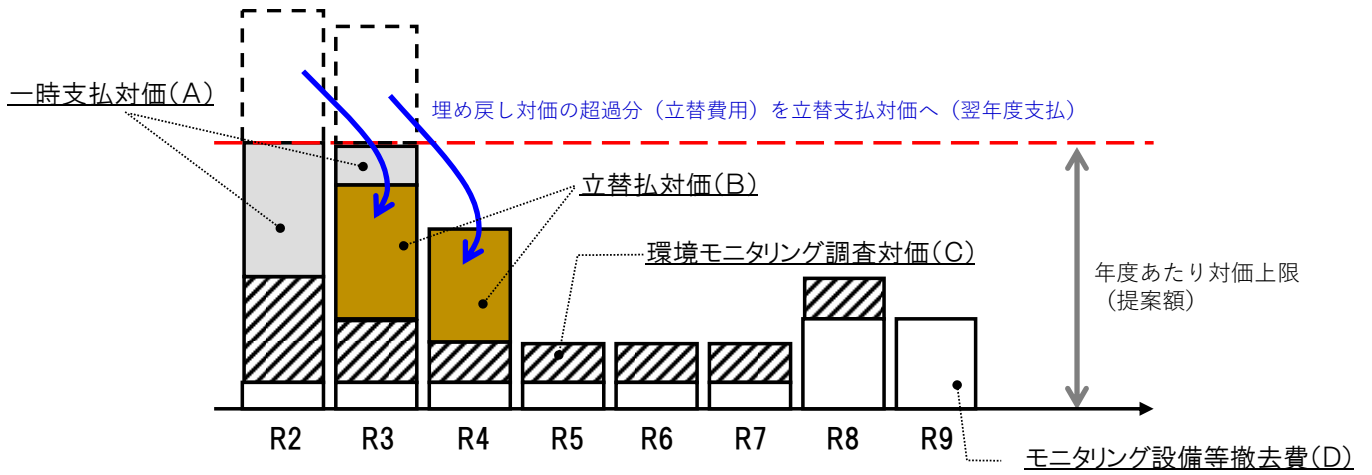 一時支払対価(A)
埋め戻し対価の超過分（立替費用）を立替支払対価へ（翌年度支払）
立替払対価(B)
環境モニタリング調査対価(C)
年度あたり対価上限
（提案額）
R2 R3 R4 R5 R6 R7 R8 R9
モニタリング設備等撤去費(D)